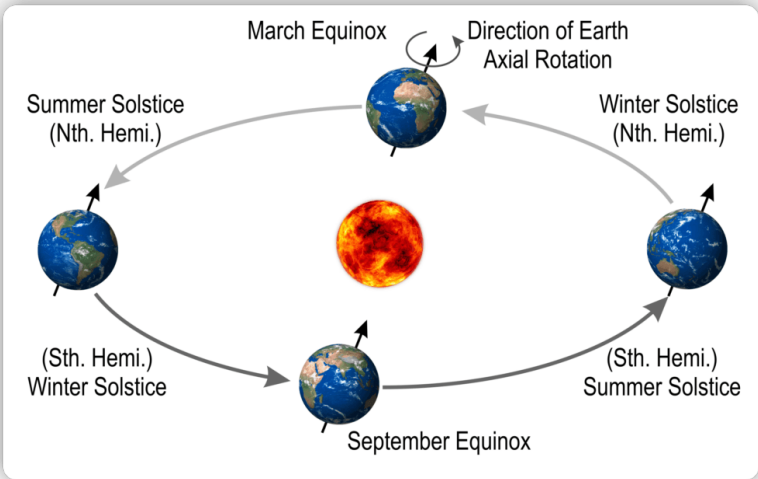 March Equinox
Direction of Earth
Axial Rotation
Summer Solstice
(Nth. Hemi.)
Winter Solstice
(Nth. Hemi.)
(Sth. Hemi.)
Winter Solstice
(Sth. Hemi.)
Summer Solstice
September Equinox